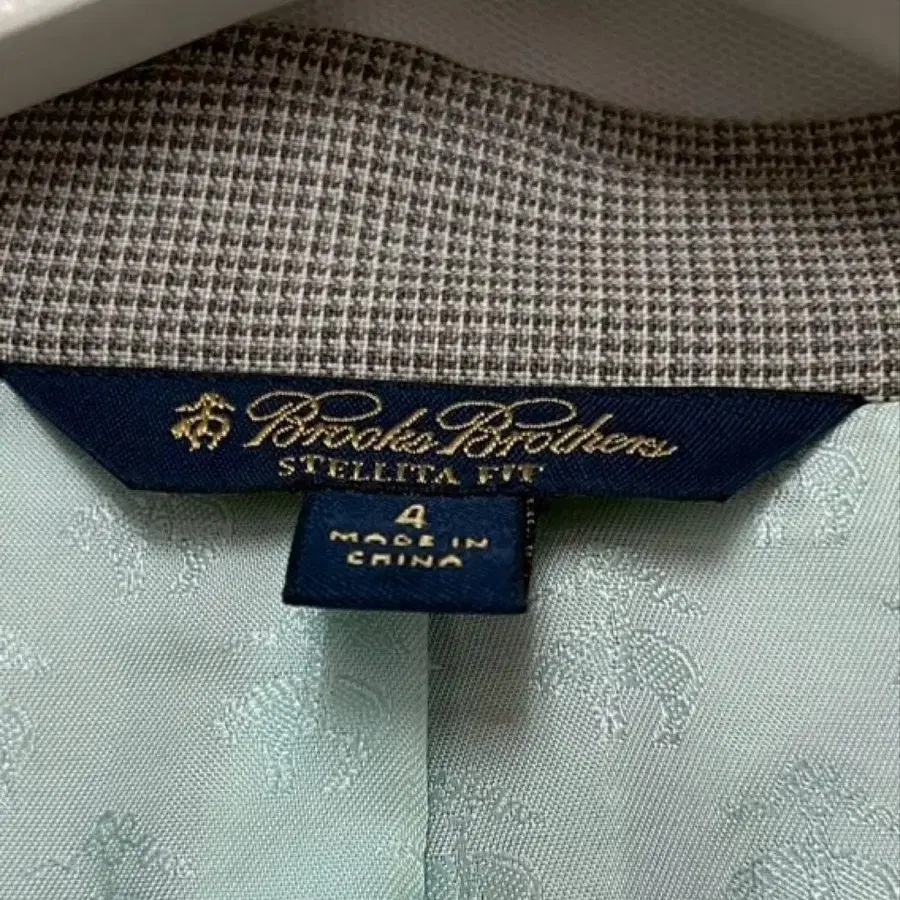 Brooks Brothers
STELLITA FIT
4
MADE IN
CHINA